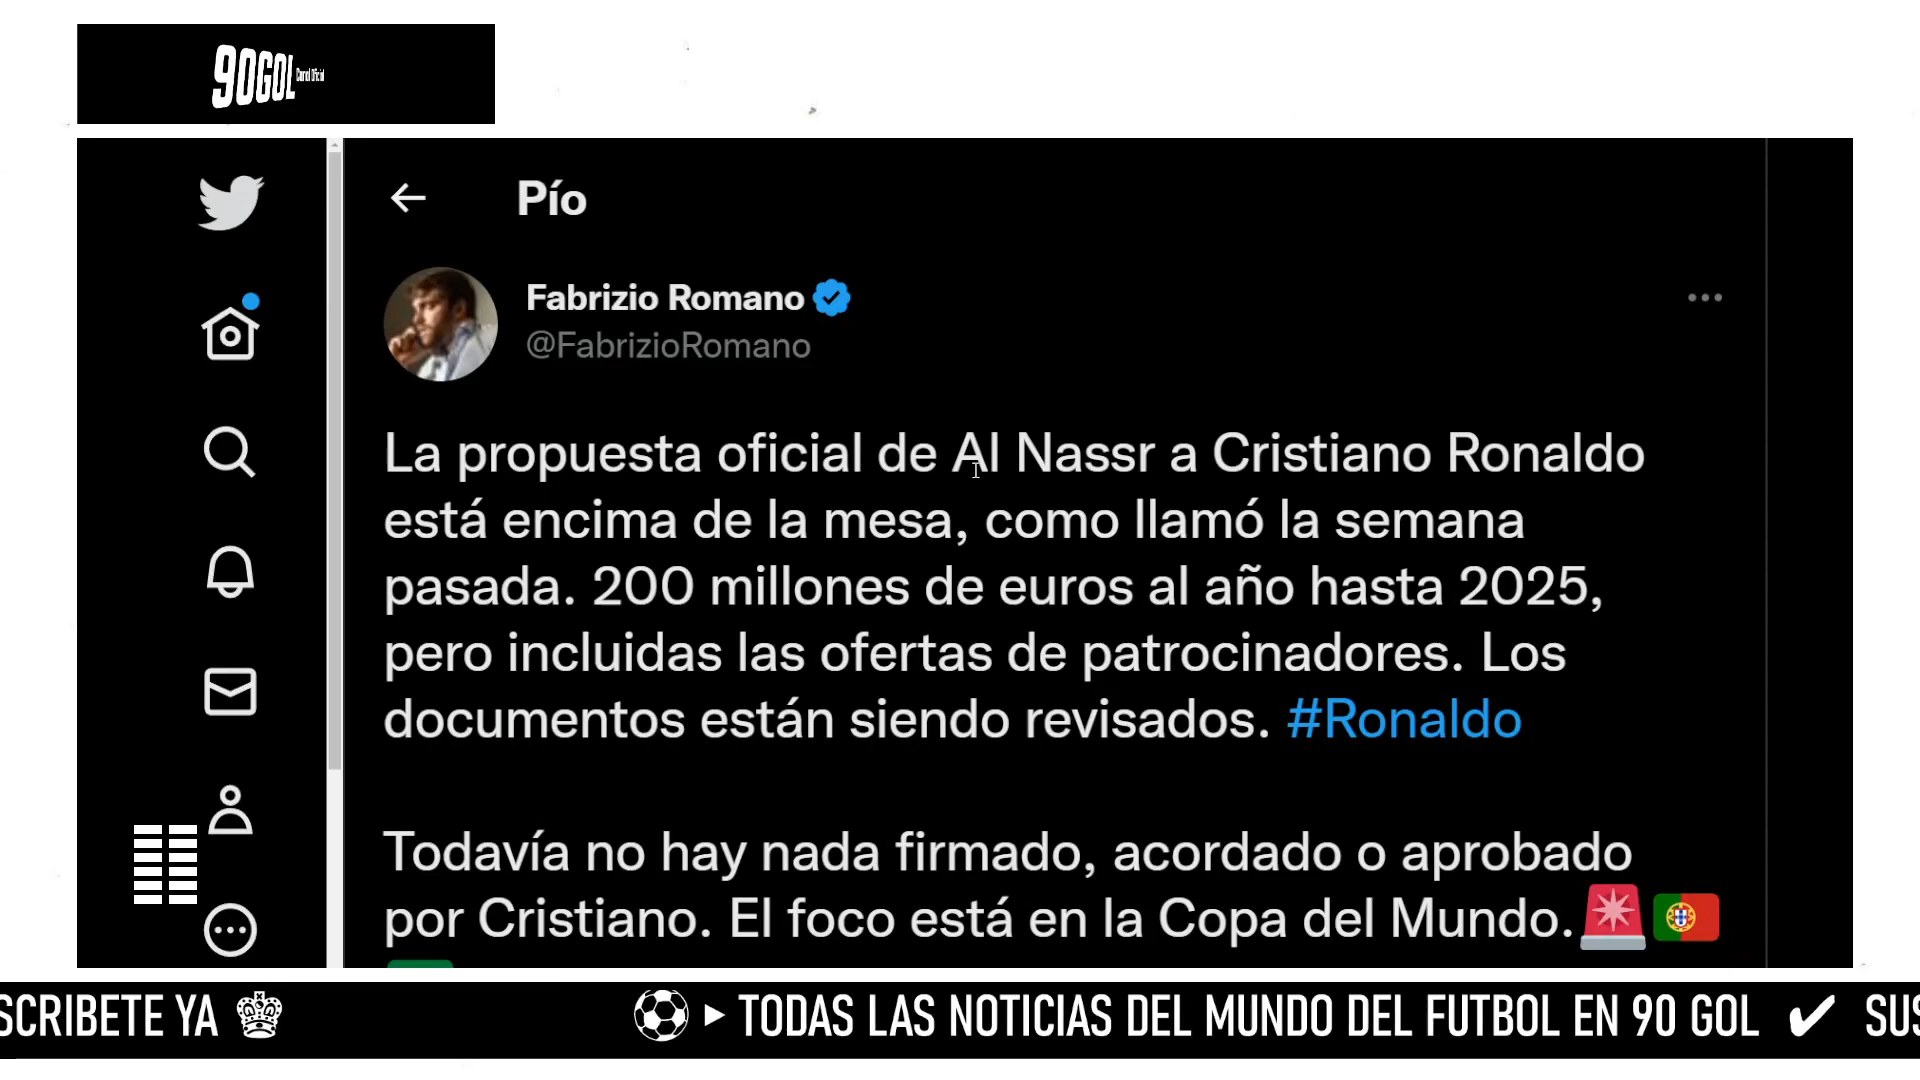 90GOL Canal Oficial
Pío
Fabrizio Romano
@FabrizioRomano
La propuesta oficial de Al Nassr a Cristiano Ronaldo
está encima de la mesa, como llamó la semana
pasada. 200 millones de euros al año hasta 2025,
pero incluidas las ofertas de patrocinadores. Los
documentos están siendo revisados. #Ronaldo
Todavía no hay nada firmado, acordado o aprobado
por Cristiano. El foco está en la Copa del Mundo.
SCRIBETE YA TODAS LAS NOTICIAS DEL MUNDO DEL FUTBOL EN 90 GOL SUS